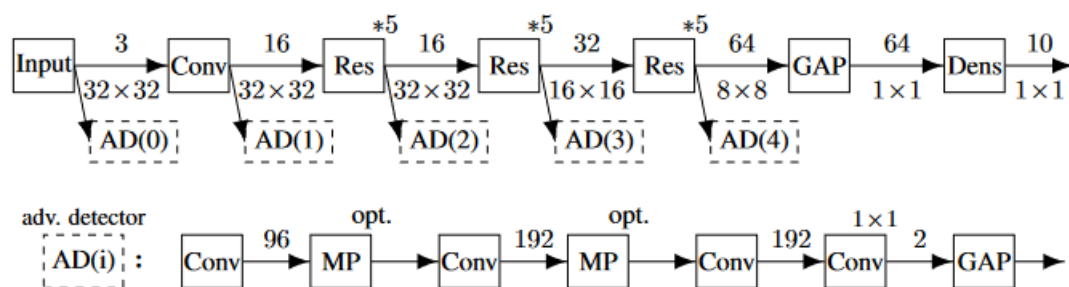 *5 *5 *5
3 16 16 32 64 64 10
Input Conv Res Res Res GAP Dens
32×32 32×32 32×32 16×16 8×8 1×1 1×1
AD(0) AD(1) AD(2) AD(3) AD(4)
adv. detector opt. opt. 1×1
96 192 192 2
AD(i) : Conv MP Conv MP Conv Conv GAP